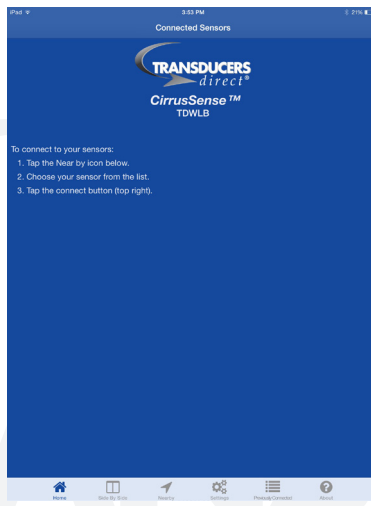 iPad 3:53 PM 21%
Connected Sensors
TRANSDUCERS
direct®
CirrusSense™
TDWLB
To connect to your sensors:
1. Tap the Near by icon below.
2. Choose your sensor from the list.
3. Tap the connect button (top right).
Home Side By Side Nearby Settings Previously Connected About